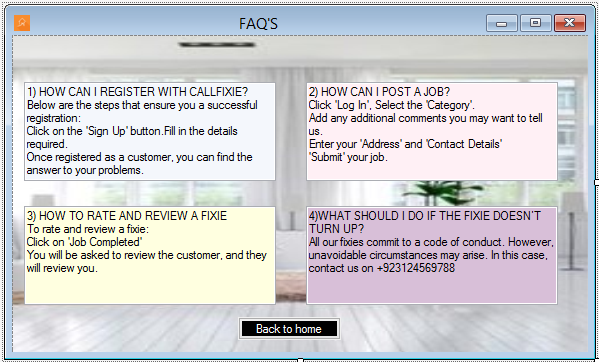 FAQ'S
1) HOW CAN I REGISTER WITH CALLFIXIE?
Below are the steps that ensure you a successful
registration:
Click on the 'Sign Up' button.Fill in the details
required.
Once registered as a customer, you can find the
answer to your problems.
2) HOW CAN I POST A JOB?
Click 'Log In', Select the 'Category'.
Add any additional comments you may want to tell
us.
Enter your 'Address' and 'Contact Details'
'Submit' your job.
3) HOW TO RATE AND REVIEW A FIXIE
To rate and review a fixie:
Click on 'Job Completed'
You will be asked to review the customer, and they
will review you.
4)WHAT SHOULD I DO IF THE FIXIE DOESN'T
TURN UP?
All our fixies commit to a code of conduct. However,
unavoidable circumstances may arise. In this case,
contact us on +923124569788
Back to home